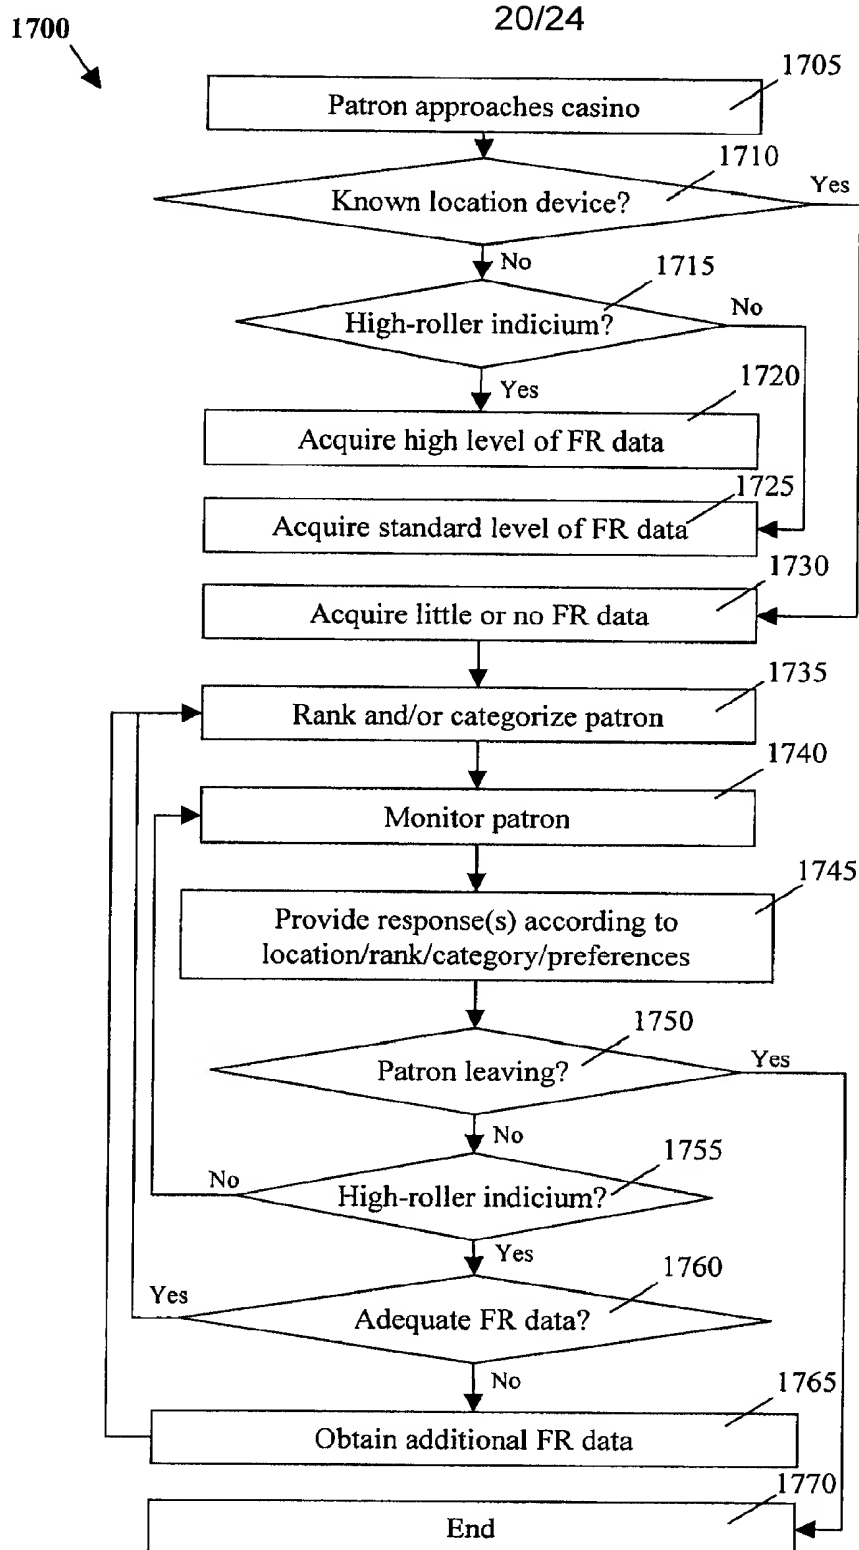 20/24
1700
1705
Patron approaches casino
1710
Known location device?
Yes
No
1715
High-roller indicium?
No
Yes
1720
Acquire high level of FR data
1725
Acquire standard level of FR data
1730
Acquire little or no FR data
1735
Rank and/or categorize patron
1740
Monitor patron
1745
Provide response(s) according to
location/rank/category/preferences
1750
Patron leaving?
Yes
No
1755
High-roller indicium?
No
Yes
1760
Adequate FR data?
Yes
No
1765
Obtain additional FR data
1770
End